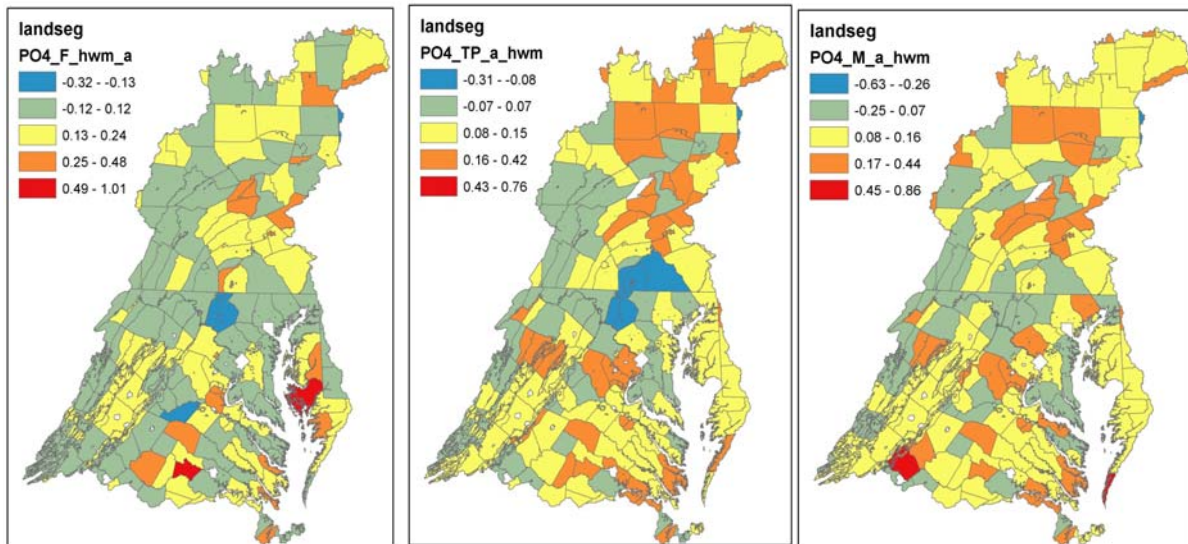 landseg
PO4_F_hwm_a
-0.32 - -0.13
-0.12 - 0.12
0.13 - 0.24
0.25 - 0.48
0.49 - 1.01
landseg
PO4_TP_a_hwm
-0.31 - -0.08
-0.07 - 0.07
0.08 - 0.15
0.16 - 0.42
0.43 - 0.76
landseg
PO4_M_a_hwm
-0.63 - -0.26
-0.25 - 0.07
0.08 - 0.16
0.17 - 0.44
0.45 - 0.86